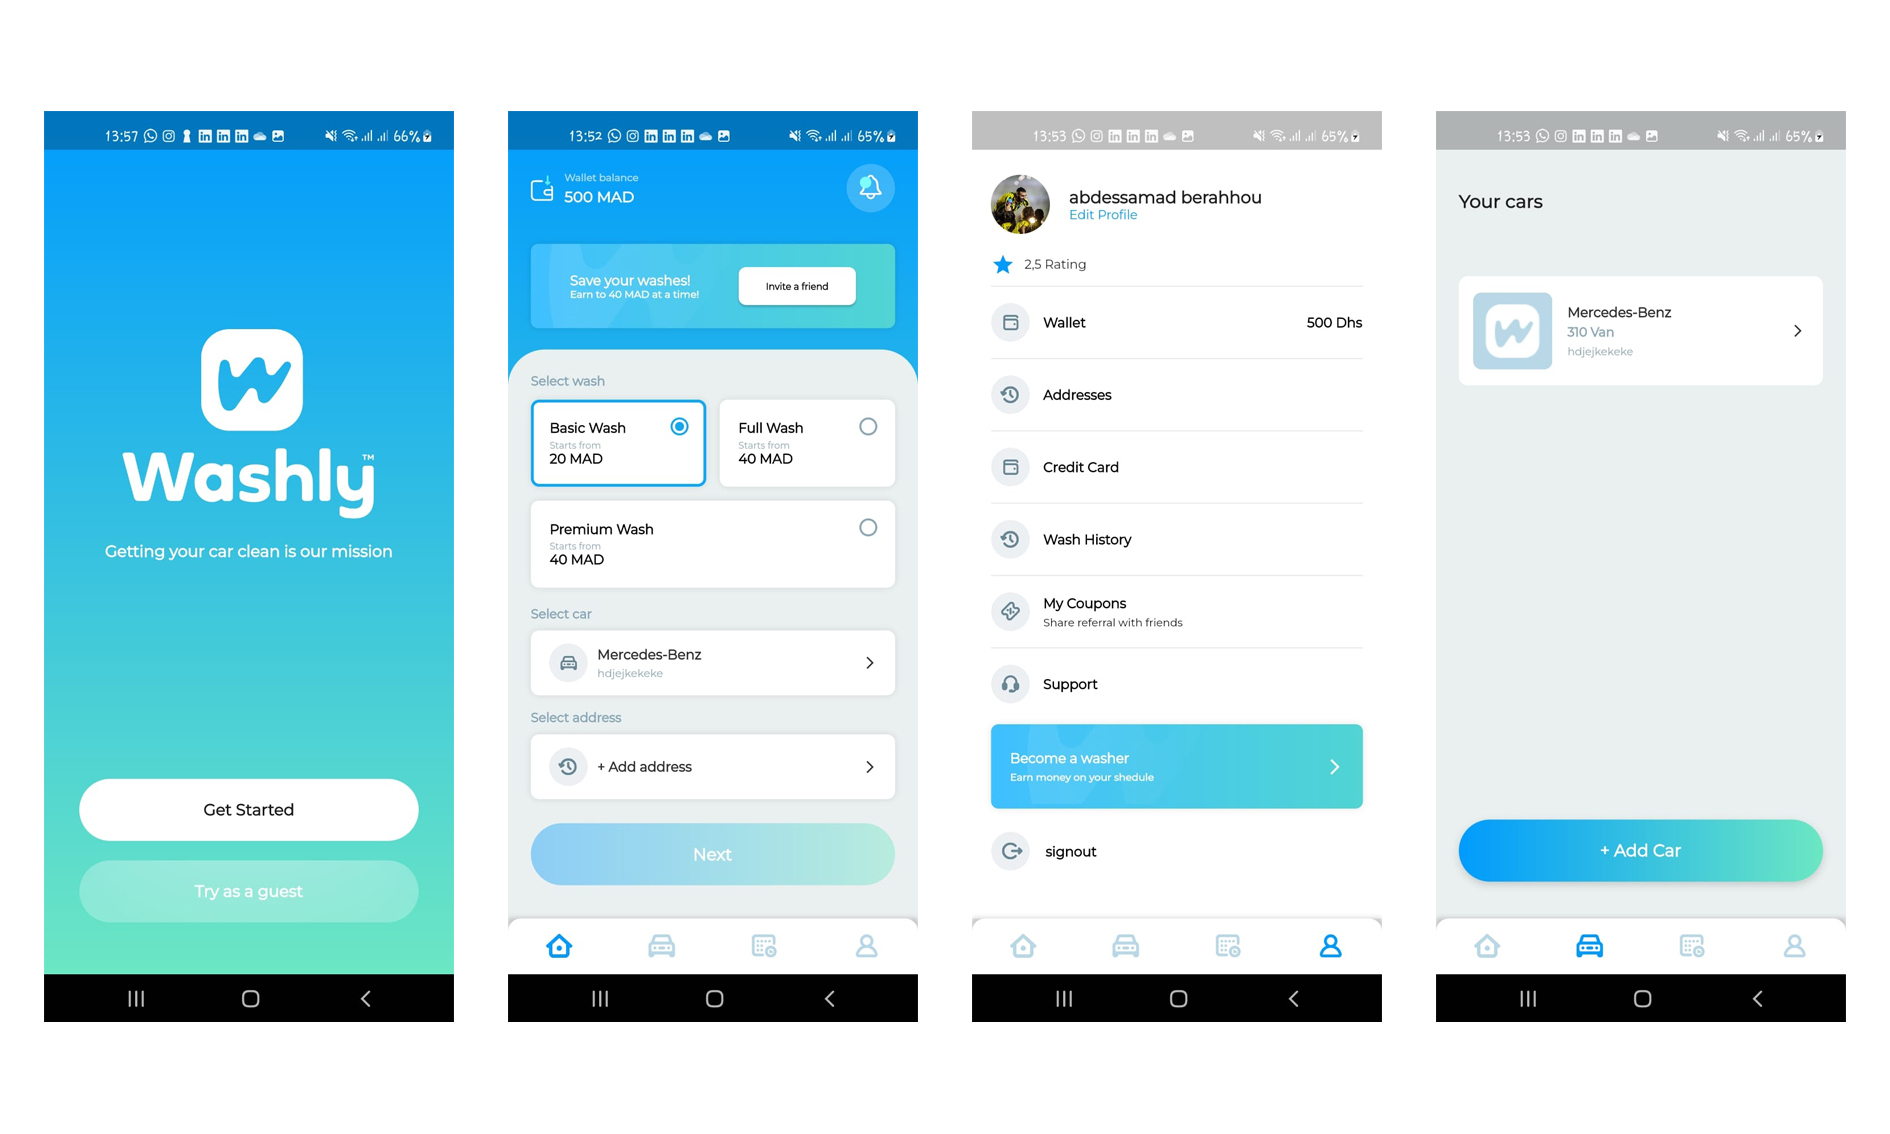 13:57
66%
Washly™
Getting your car clean is our mission
Get Started
Try as a guest
13:52
65%
Wallet balance
500 MAD
Save your washes!
Earn to 40 MAD at a time!
Invite a friend
Select wash
Basic Wash
Starts from
20 MAD
Full Wash
Starts from
40 MAD
Premium Wash
Starts from
40 MAD
Select car
Mercedes-Benz
hdjejkekeke
Select address
+ Add address
Next
13:53
65%
abdessamad berahhou
Edit Profile
2,5 Rating
Wallet
500 Dhs
Addresses
Credit Card
Wash History
My Coupons
Share referral with friends
Support
Become a washer
Earn money on your shedule
signout
13:53
65%
Your cars
Mercedes-Benz
310 Van
hdjejkekeke
+ Add Car